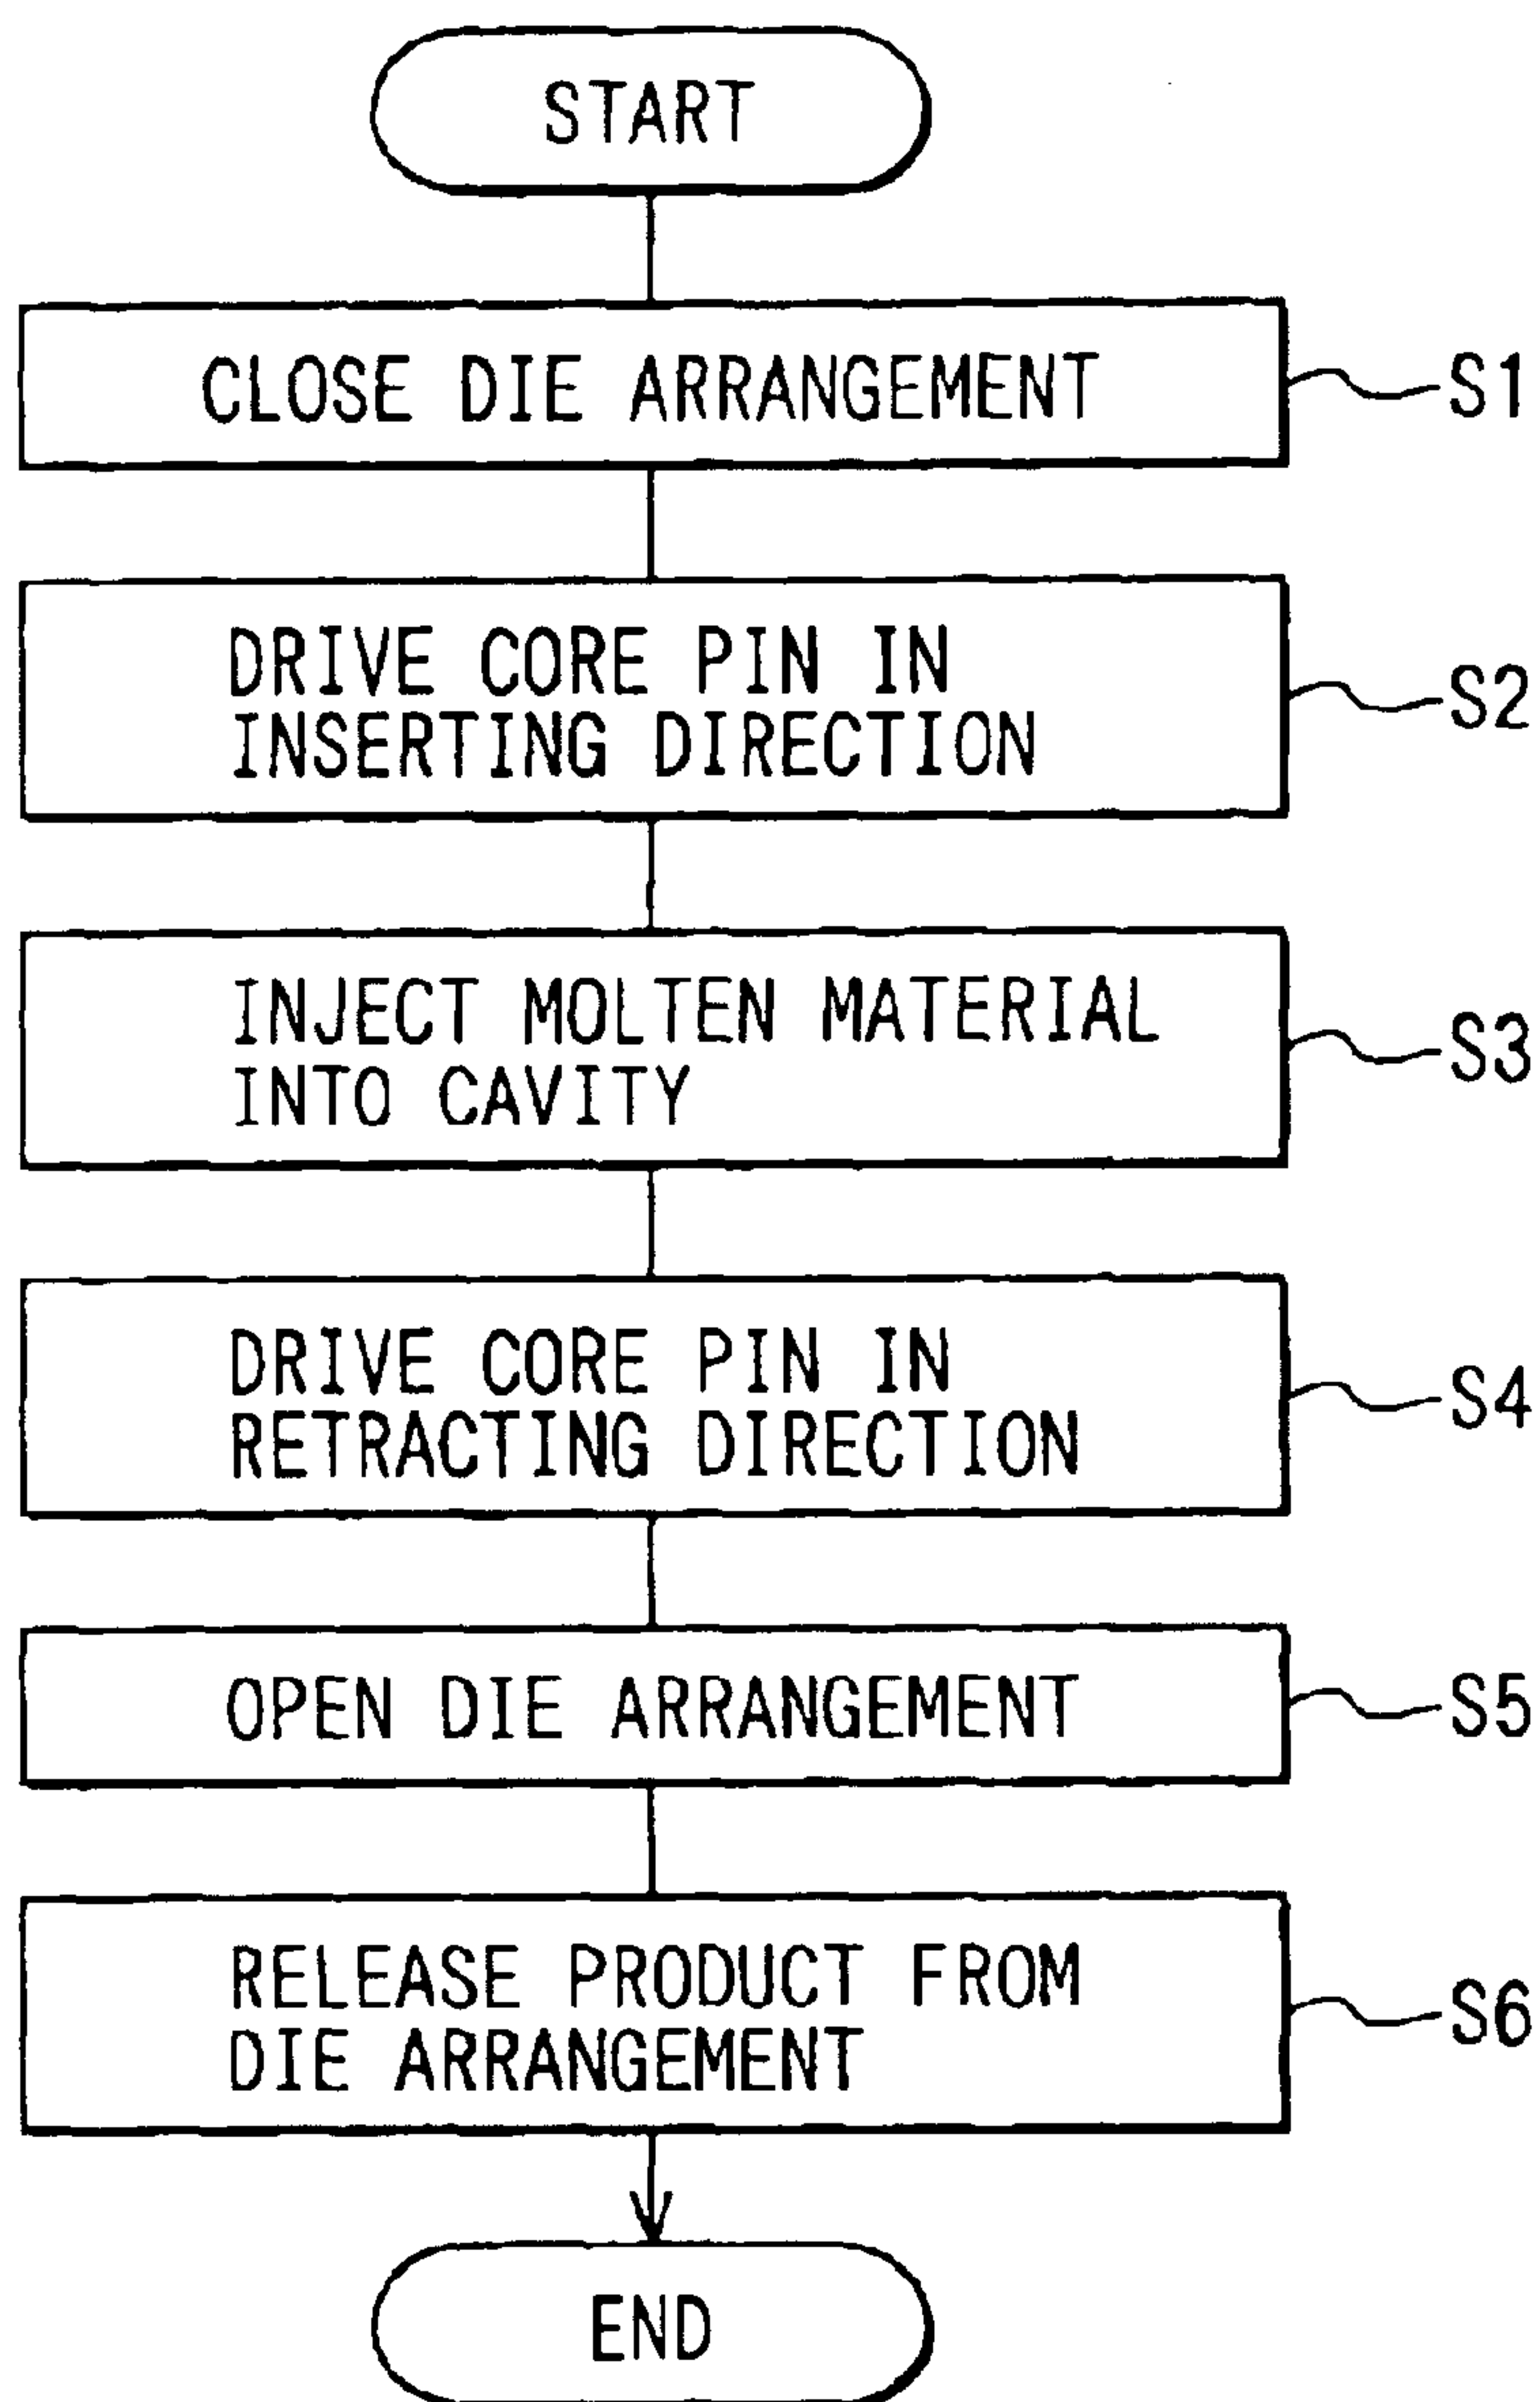 START
CLOSE DIE ARRANGEMENT
S1
DRIVE CORE PIN IN
INSERTING DIRECTION
S2
INJECT MOLTEN MATERIAL
INTO CAVITY
S3
DRIVE CORE PIN IN
RETRACTING DIRECTION
S4
OPEN DIE ARRANGEMENT
S5
RELEASE PRODUCT FROM
DIE ARRANGEMENT
S6
END